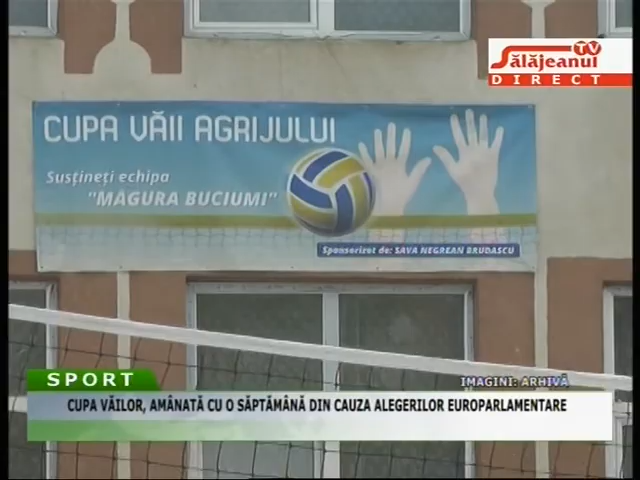 Sălăjeanul TV
DIRECT
CUPA VĂII AGRIJULUI
Susțineți echipa
"MĂGURA BUCIUMI"
Sponsorizat de: SAVA NEGREAN BRUDASCU
SPORT
IMAGINI: ARHIVĂ
CUPA VĂILOR, AMÂNATĂ CU O SĂPTĂMÂNĂ DIN CAUZA ALEGERILOR EUROPARLAMENTARE